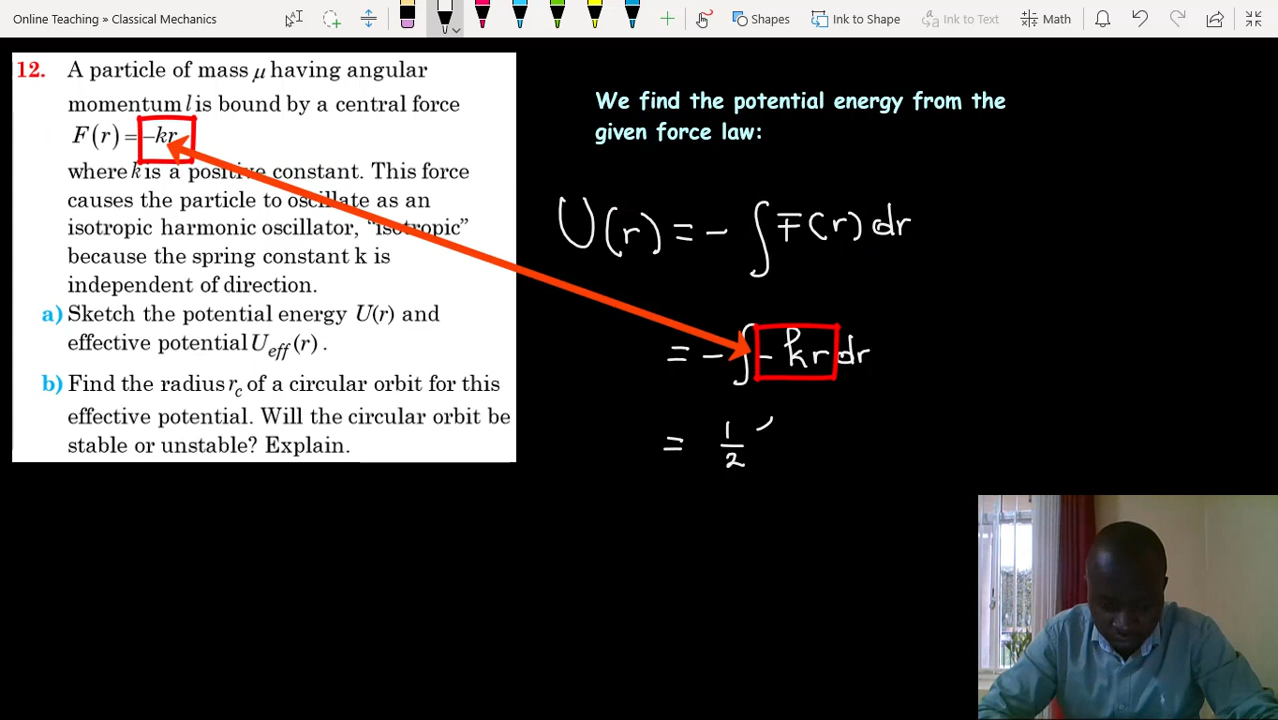 Online Teaching » Classical Mechanics
Shapes
Ink to Shape
Ink to Text
Math
12. A particle of mass μ having angular
momentum l is bound by a central force
F(r) = -kr
where k is a positive constant. This force
causes the particle to oscillate as an
isotropic harmonic oscillator, “isotropic”
because the spring constant k is
independent of direction.
a) Sketch the potential energy U(r) and
effective potential U_eff(r).
b) Find the radius r_c of a circular orbit for this
effective potential. Will the circular orbit be
stable or unstable? Explain.
We find the potential energy from the
given force law:
U(r) = - ∫ F(r) dr
= - ∫ - kr dr
= 1/2